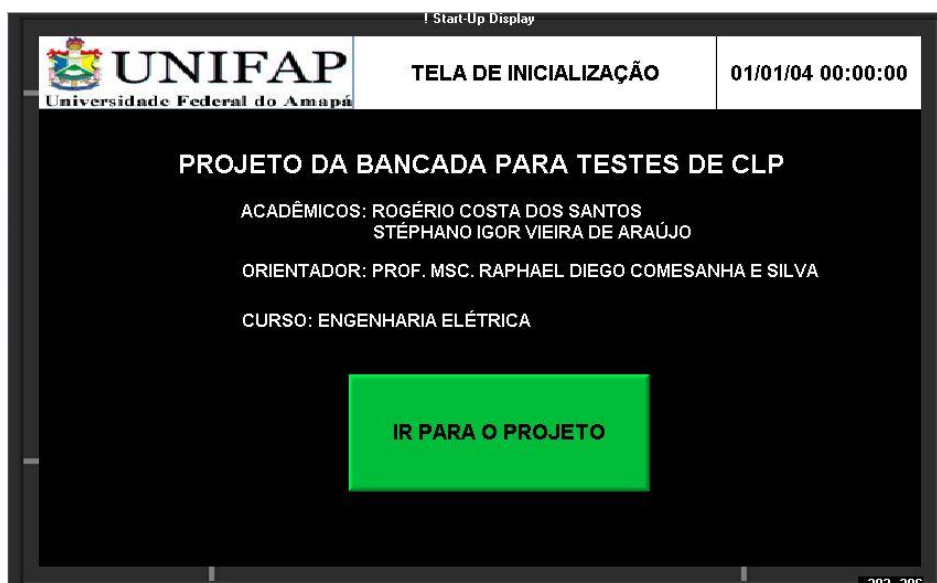 ! Start-Up Display
UNIFAP
Universidade Federal do Amapá
TELA DE INICIALIZAÇÃO
01/01/04 00:00:00
PROJETO DA BANCADA PARA TESTES DE CLP
ACADÊMICOS: ROGÉRIO COSTA DOS SANTOS
STÉPHANO IGOR VIEIRA DE ARAÚJO
ORIENTADOR: PROF. MSC. RAPHAEL DIEGO COMESANHA E SILVA
CURSO: ENGENHARIA ELÉTRICA
IR PARA O PROJETO